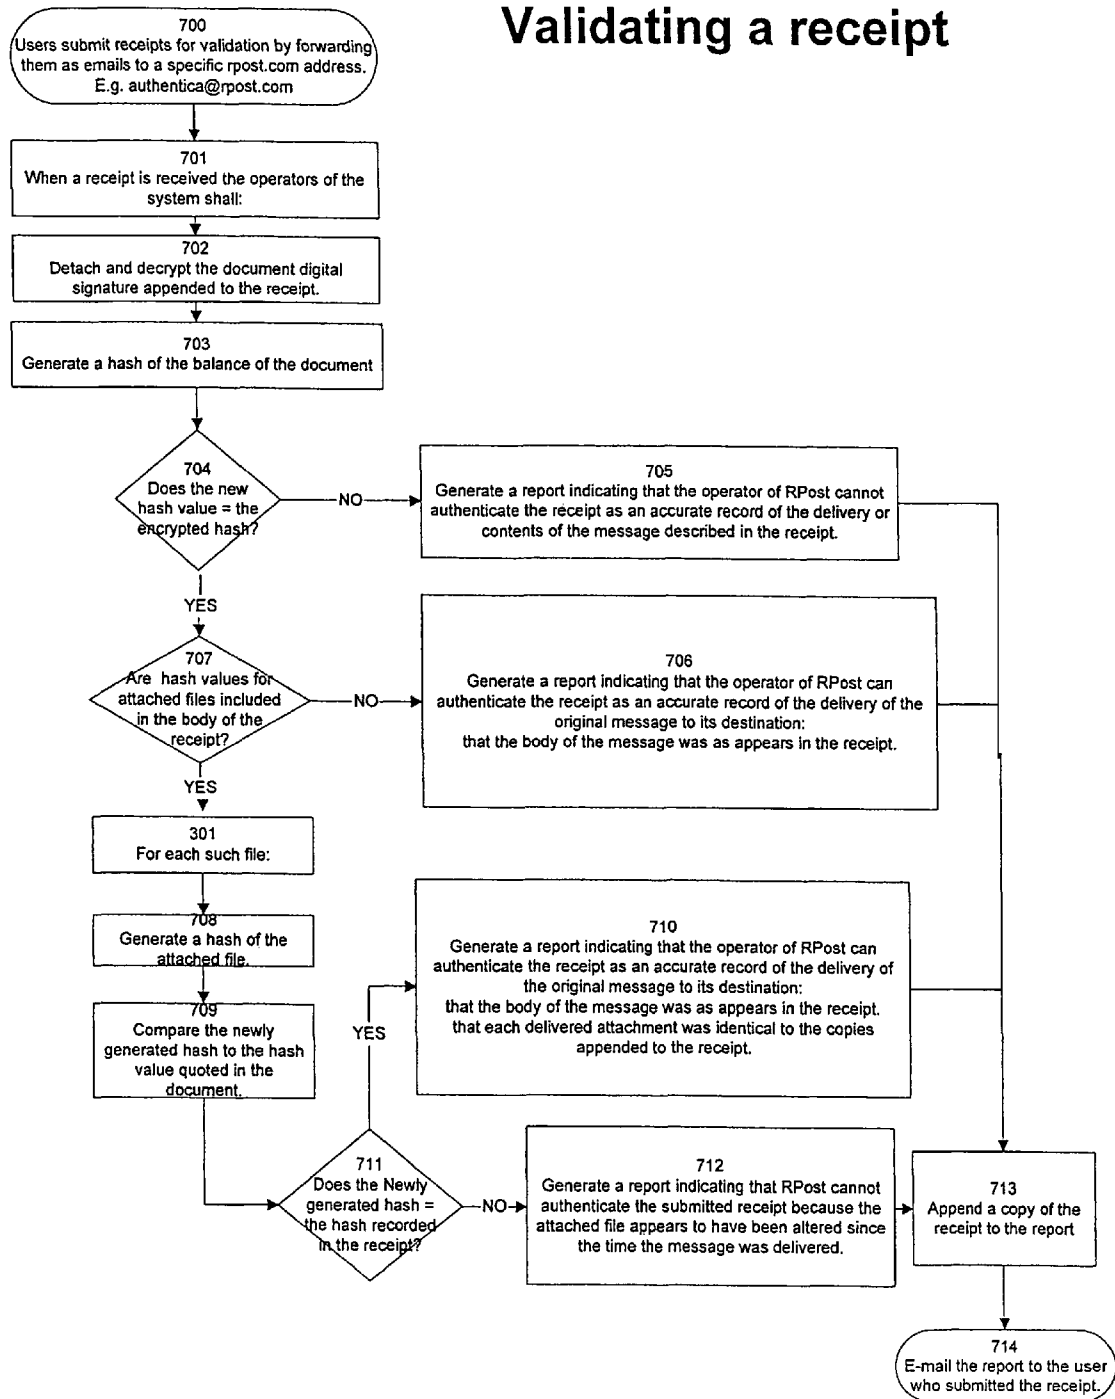 Validating a receipt
700
Users submit receipts for validation by forwarding
them as emails to a specific rpost.com address.
E.g. authentica@rpost.com
701
When a receipt is received the operators of the
system shall:
702
Detach and decrypt the document digital
signature appended to the receipt.
703
Generate a hash of the balance of the document
704
Does the new
hash value = the
encrypted hash?
NO
705
Generate a report indicating that the operator of RPost cannot
authenticate the receipt as an accurate record of the delivery or
contents of the message described in the receipt.
YES
707
Are hash values for
attached files included
in the body of the
receipt?
NO
706
Generate a report indicating that the operator of RPost can
authenticate the receipt as an accurate record of the delivery of the
original message to its destination:
that the body of the message was as appears in the receipt.
YES
301
For each such file:
708
Generate a hash of the
attached file.
709
Compare the newly
generated hash to the hash
value quoted in the
document.
YES
710
Generate a report indicating that the operator of RPost can
authenticate the receipt as an accurate record of the delivery of
the original message to its destination:
that the body of the message was as appears in the receipt.
that each delivered attachment was identical to the copies
appended to the receipt.
711
Does the Newly
generated hash =
the hash recorded
in the receipt?
NO
712
Generate a report indicating that RPost cannot
authenticate the submitted receipt because the
attached file appears to have been altered since
the time the message was delivered.
713
Append a copy of the
receipt to the report
714
E-mail the report to the user
who submitted the receipt.